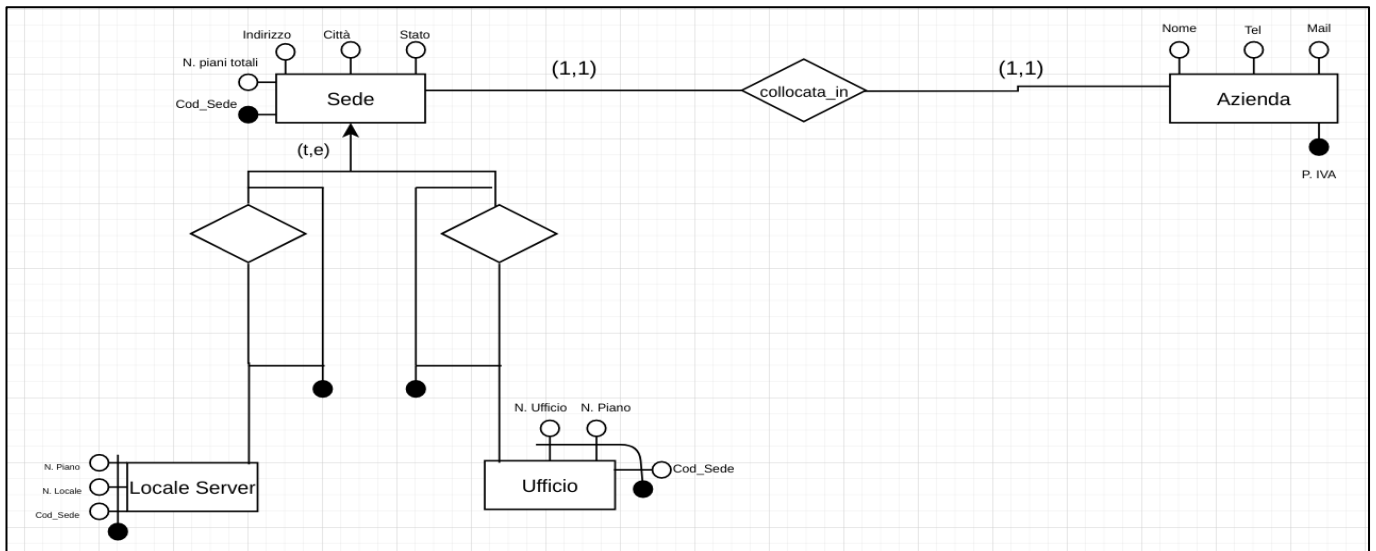 Indirizzo
Città
Stato
N. piani totali
Cod_Sede
Sede
(1,1)
collocata_in
(1,1)
Nome
Tel
Mail
Azienda
P. IVA
(t,e)
N. Piano
N. Locale
Cod_Sede
Locale Server
N. Ufficio
N. Piano
Cod_Sede
Ufficio